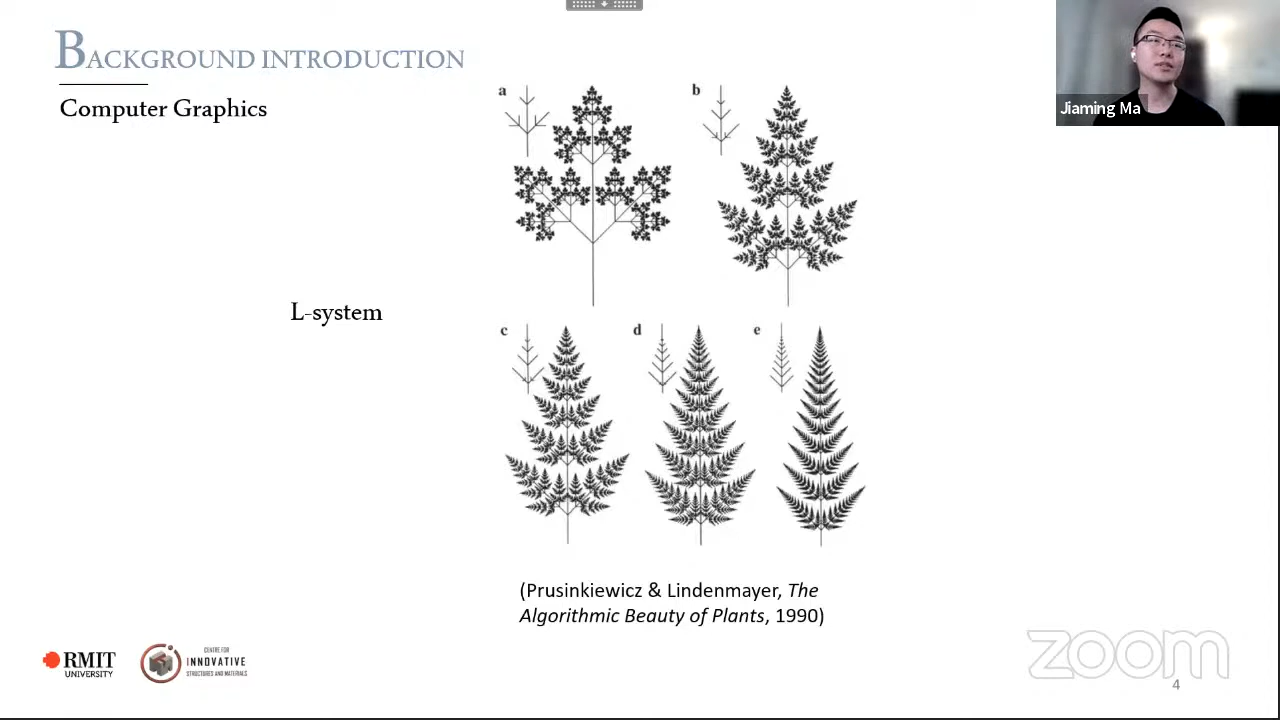 BACKGROUND INTRODUCTION
Computer Graphics
Jiaming Ma
a
b
L-system
c
d
e
(Prusinkiewicz & Lindenmayer, The
Algorithmic Beauty of Plants, 1990)
RMIT
UNIVERSITY
CENTRE FOR
INNOVATIVE
STRUCTURES AND MATERIALS
zoom
4